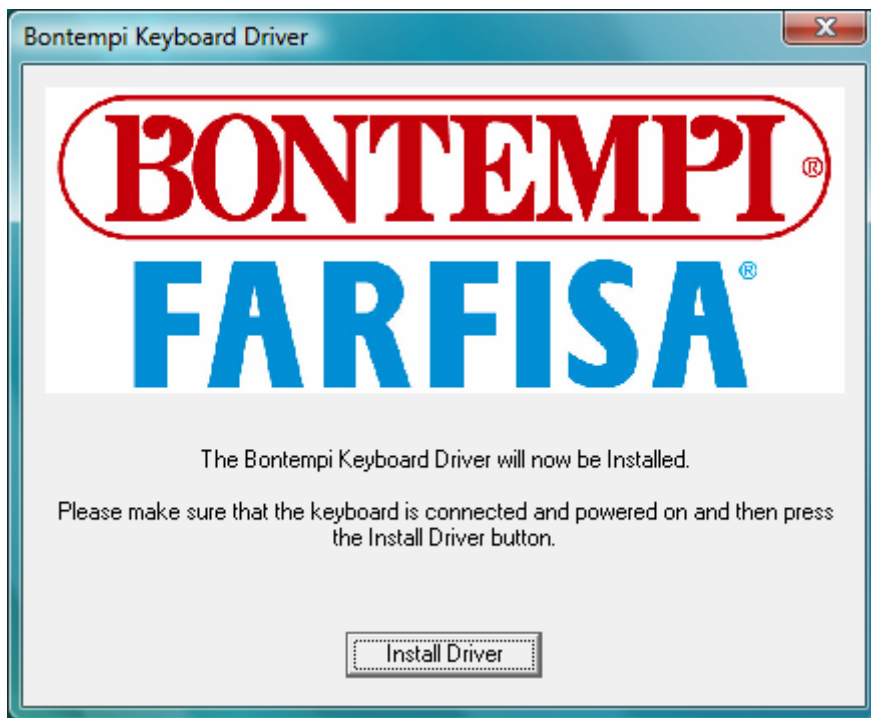 Bontempi Keyboard Driver
BONTEMPI®
FARFISA®
The Bontempi Keyboard Driver will now be Installed.
Please make sure that the keyboard is connected and powered on and then press
the Install Driver button.
Install Driver